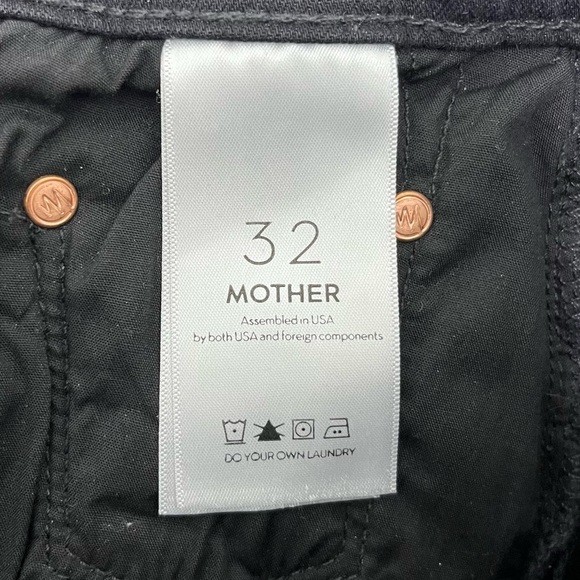 32
MOTHER
Assembled in USA
by both USA and foreign components
DO YOUR OWN LAUNDRY
M
M